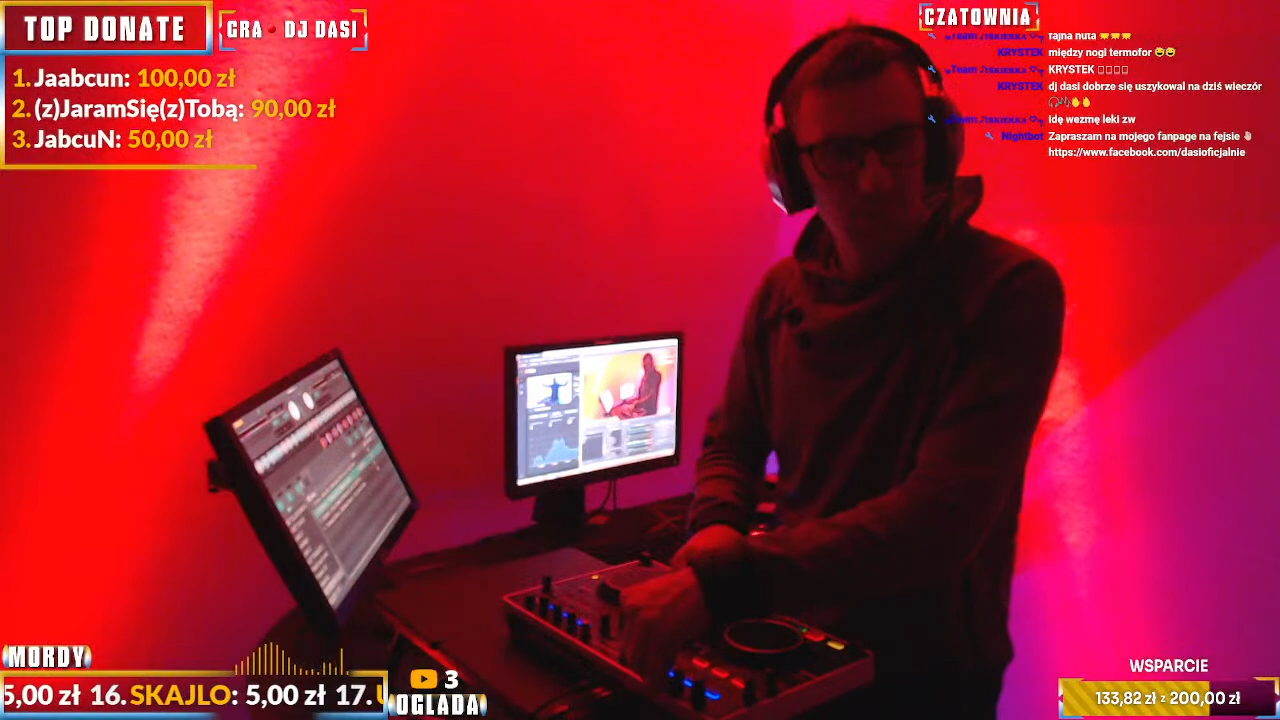 TOP DONATE
GRA DJ DASI
1. Jaabcun: 100,00 zł
2. (z)JaramSię(z)Tobą: 90,00 zł
3. JabcuN: 50,00 zł
CZATOWNIA
fajna nuta
KRYSTEK między nogi termofor
KRYSTEK
KRYSTEK dj dasi dobrze się uszykowal na dziś wieczór
idę wezmę leki zw
Nightbot Zapraszam na mojego fanpage na fejsie
https://www.facebook.com/dasioficjalnie
MORDY
5,00 zł 16. SKAJLO: 5,00 zł 17.
3
OGLADA
WSPARCIE
133,82 zł z 200,00 zł